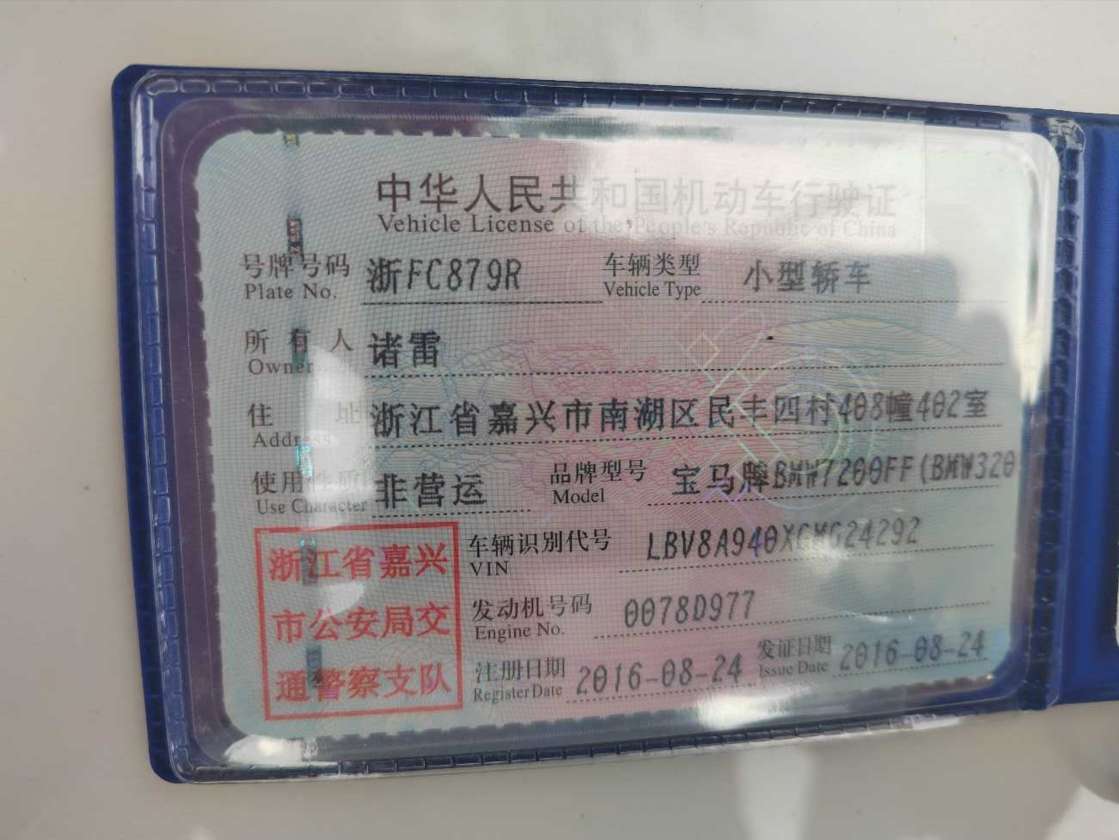 中华人民共和国机动车行驶证
Vehicle License of the People's Republic of China
号牌号码 浙FC879R 车辆类型 小型轿车
Plate No. Vehicle Type
所有人 诸雷
Owner
住址 浙江省嘉兴市南湖区民丰四村408幢402室
Address
使用性质 非营运 品牌型号 宝马牌BMW7200FF(BMW320
Use Character Model
浙江省嘉兴
市公安局交
通警察支队
车辆识别代号
VIN
发动机号码 0078D977
Engine No.
注册日期 2016-08-24 发证日期 2016-08-24
Register Date Issue Date